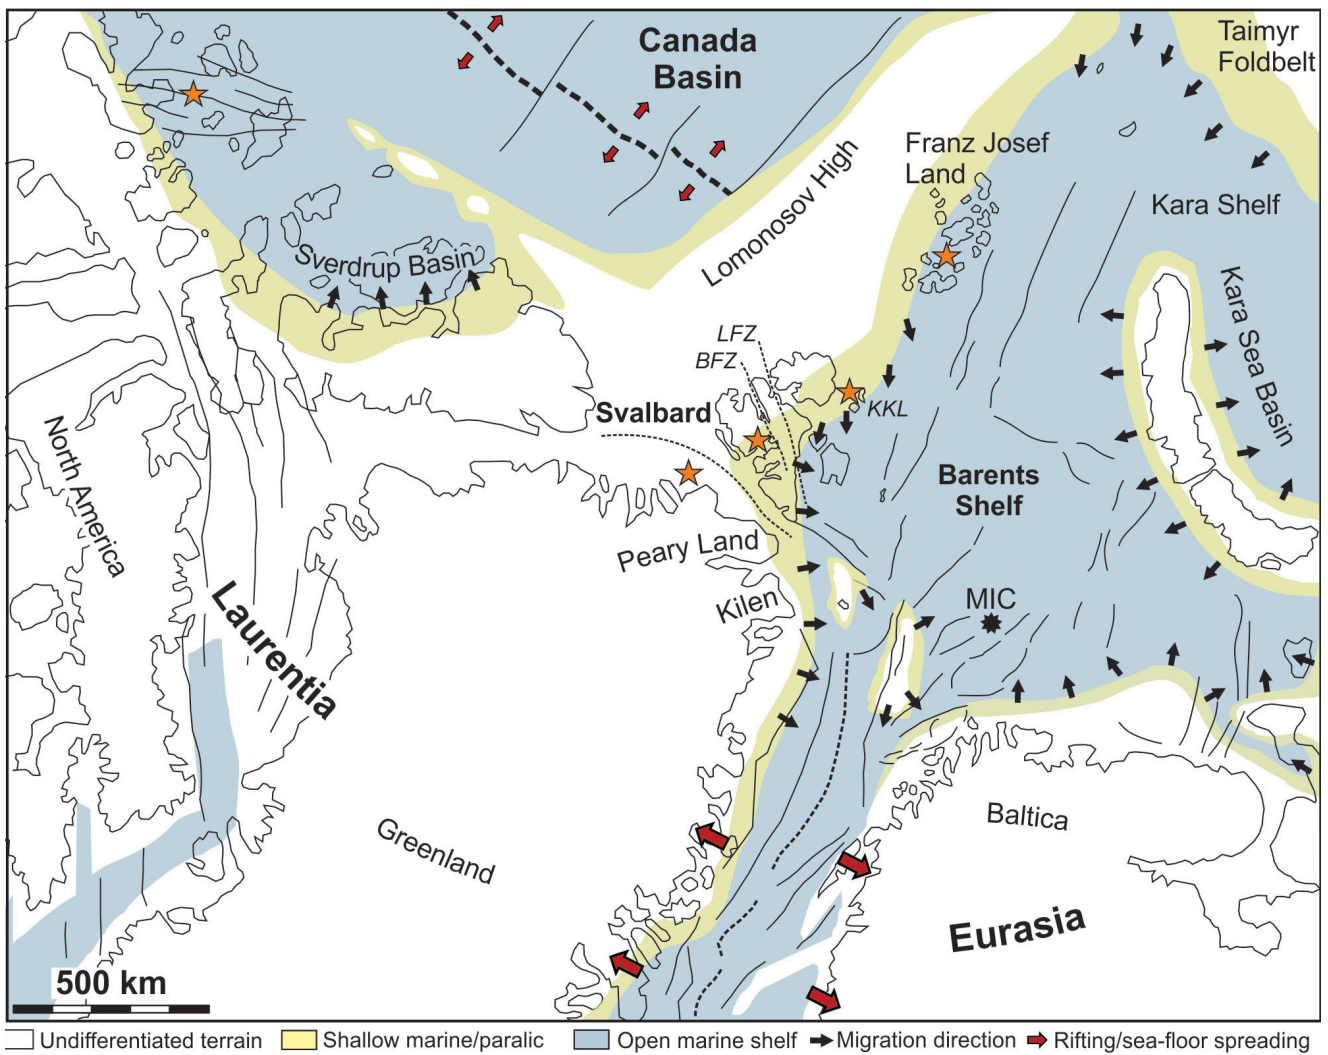 Canada
Basin
Taimyr
Foldbelt
Franz Josef
Land
Lomonosov High
Kara Shelf
Sverdrup Basin
Kara Sea Basin
LFZ
BFZ
Svalbard
KKL
North America
Barents
Shelf
Peary Land
Kilen
MIC
Laurentia
Greenland
Baltica
Eurasia
500 km
Undifferentiated terrain
Shallow marine/paralic
Open marine shelf
Migration direction
Rifting/sea-floor spreading